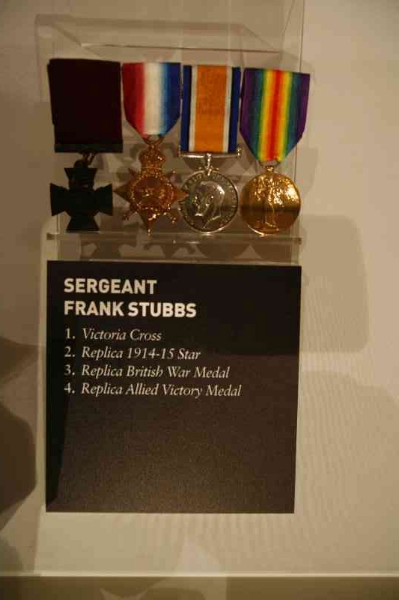 SERGEANT
FRANK STUBBS
1. Victoria Cross
2. Replica 1914-15 Star
3. Replica British War Medal
4. Replica Allied Victory Medal